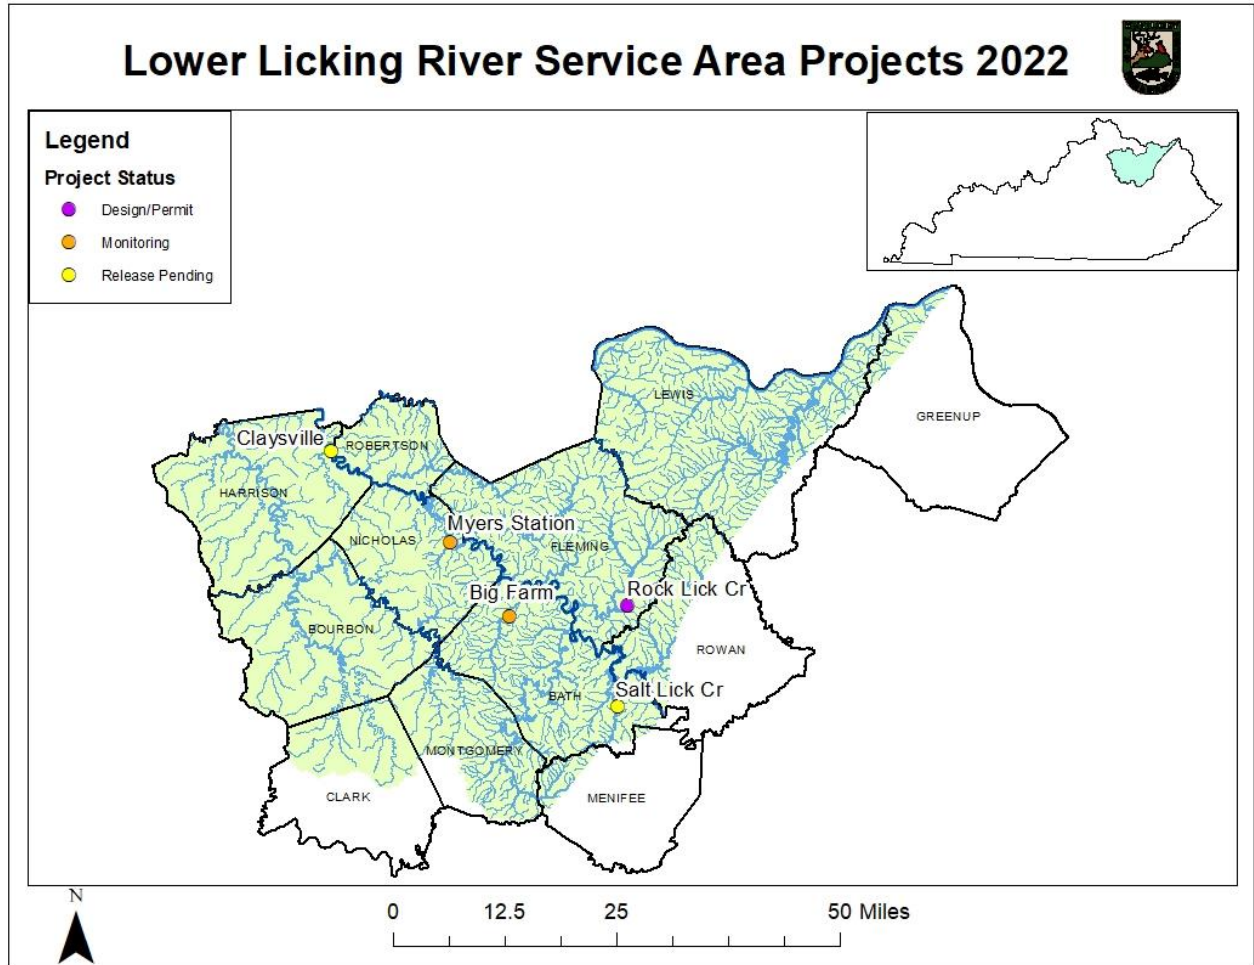 Lower Licking River Service Area Projects 2022
Legend
Project Status
Design/Permit
Monitoring
Release Pending
LEWIS
GREENUP
Claysville
ROBERTSON
HARRISON
Myers Station
NICHOLAS
FLEMING
Big Farm
Rock Lick Cr
BOURBON
ROWAN
Salt Lick Cr
BATH
MONTGOMERY
CLARK
MENIFEE
N
0 12.5 25 50 Miles